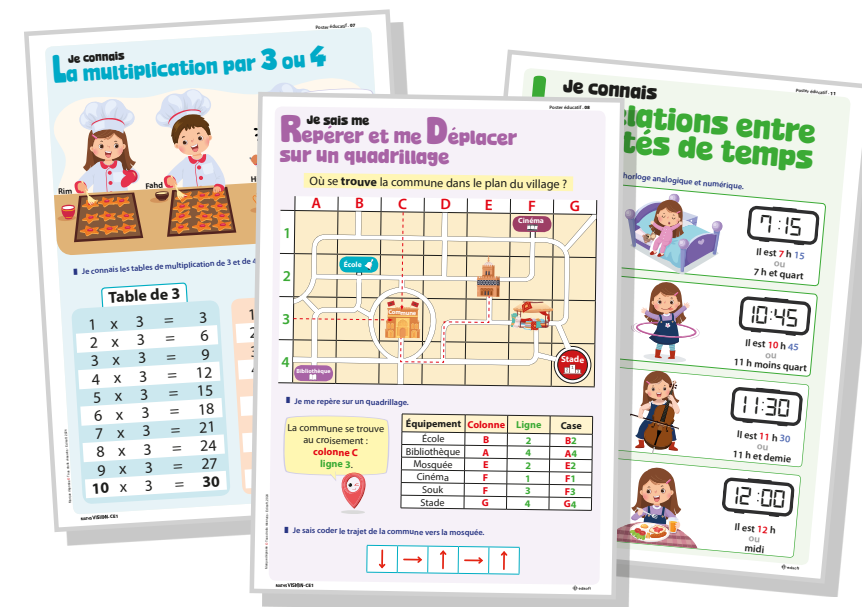 Poster éducatif . 07
Je connais
La multiplication par 3 ou 4
Rim
Fahd
Je connais les tables de multiplication de 3 et de 4
Table de 3
1 x 3 = 3
2 x 3 = 6
3 x 3 = 9
4 x 3 = 12
5 x 3 = 15
6 x 3 = 18
7 x 3 = 21
8 x 3 = 24
9 x 3 = 27
10 x 3 = 30
VISION-CE1
Poster éducatif . 08
Je sais me
Repérer et me Déplacer
sur un quadrillage
Où se trouve la commune dans le plan du village ?
A B C D E F G
1
2
3
4
Cinéma
École
Commune
Stade
Bibliothèque
Je me repère sur un quadrillage.
La commune se trouve
au croisement :
colonne C
ligne 3.
Équipement Colonne Ligne Case
École B 2 B2
Bibliothèque A 4 A4
Mosquée E 2 E2
Cinéma F 1 F1
Souk F 3 F3
Stade G 4 G4
Je sais coder le trajet de la commune vers la mosquée.
↓ → ↑ → ↑
VISION-CE1
edsoft
Poster éducatif . 11
Je connais
elations entre
tés de temps
horloge analogique et numérique.
7:15
Il est 7 h 15
ou
7 h et quart
10:45
Il est 10 h 45
ou
11 h moins quart
11:30
Il est 11 h 30
ou
11 h et demie
12:00
Il est 12 h
ou
midi
edsoft